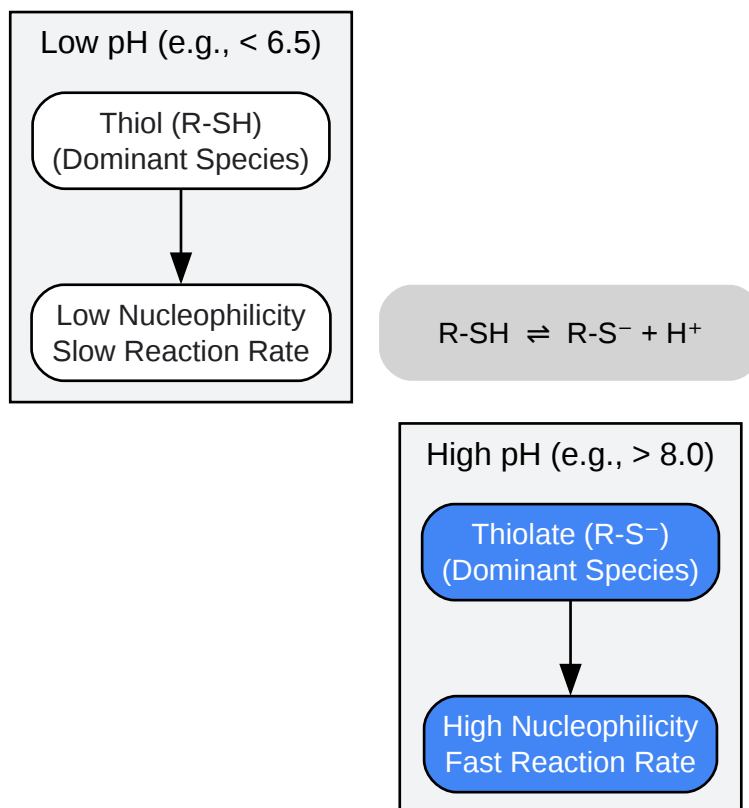 Low pH (e.g., < 6.5)
Thiol (R-SH)
(Dominant Species)
Low Nucleophilicity
Slow Reaction Rate
R-SH ⇌ R-S⁻ + H⁺
High pH (e.g., > 8.0)
Thiolate (R-S⁻)
(Dominant Species)
High Nucleophilicity
Fast Reaction Rate